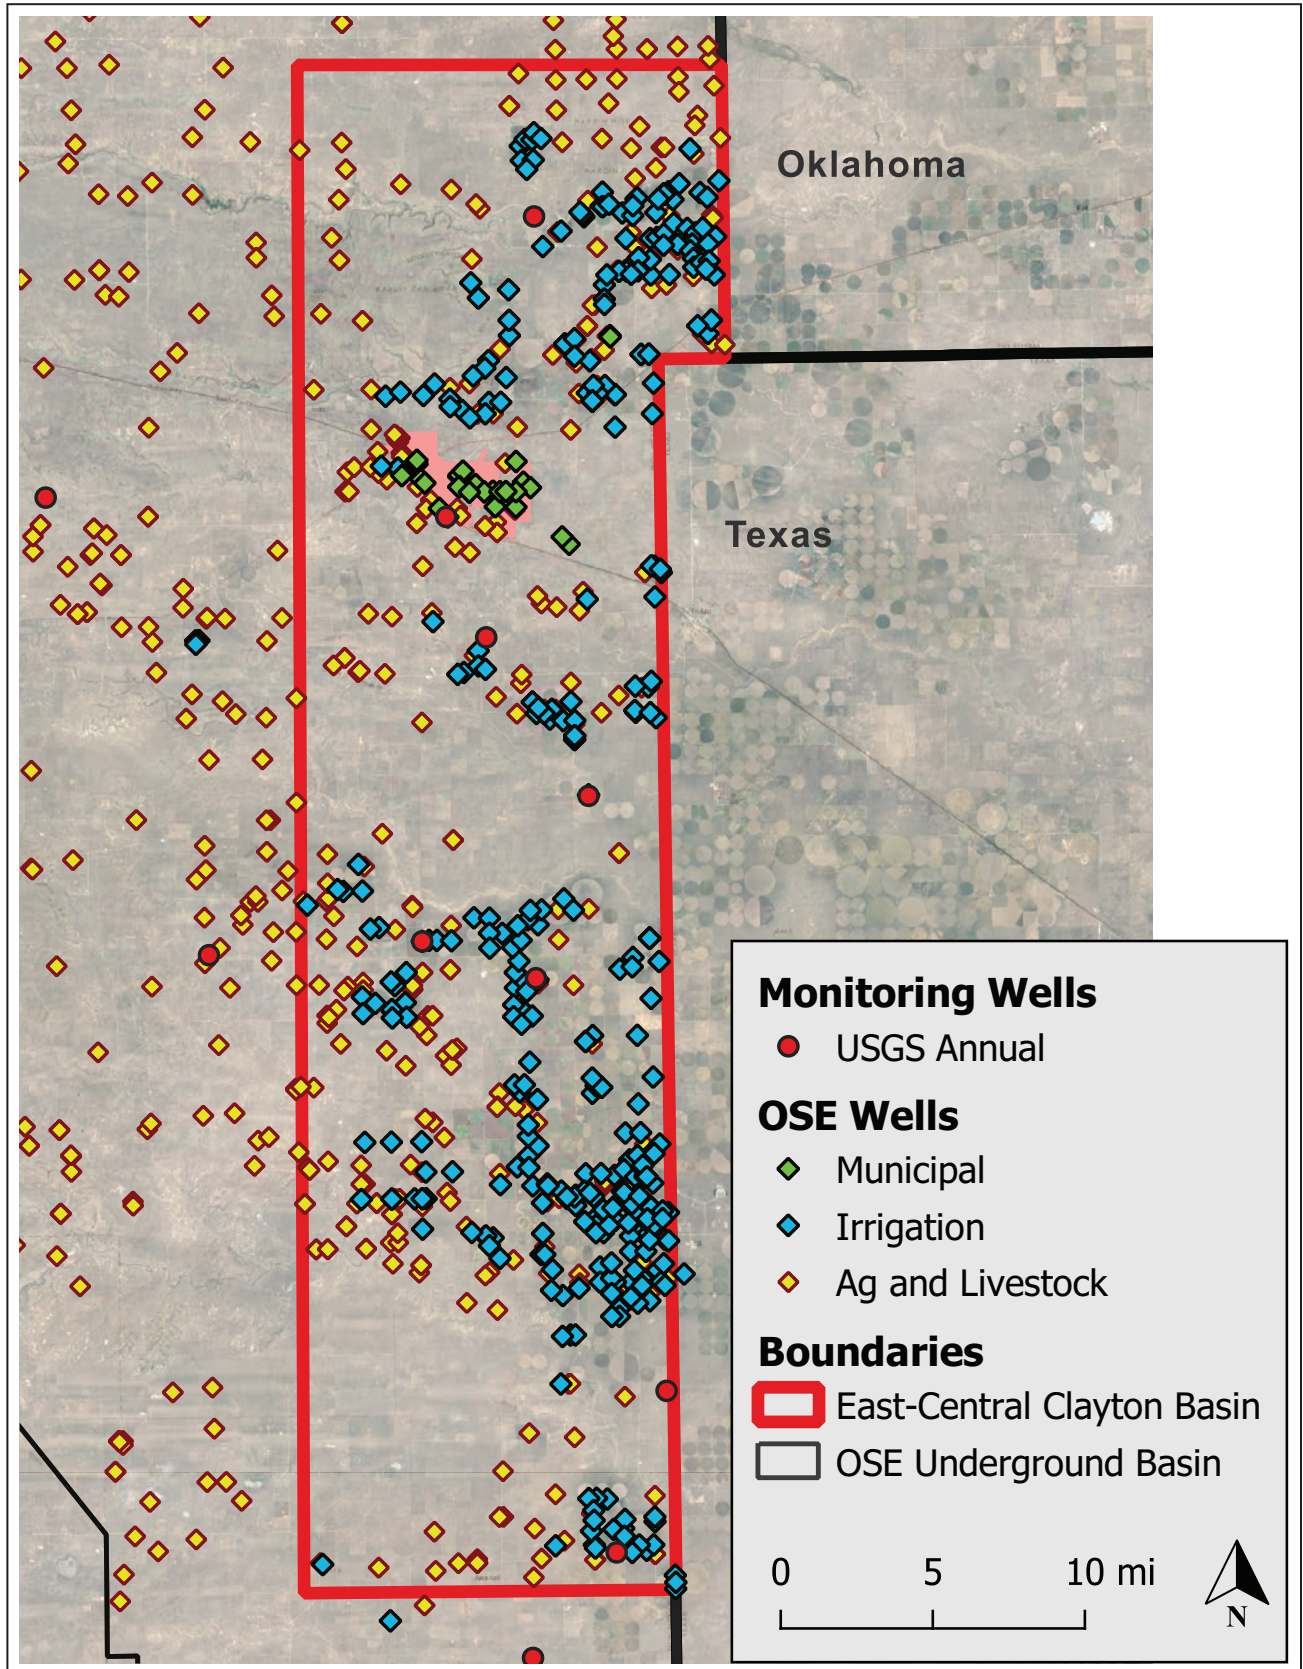 Oklahoma
Texas
Monitoring Wells
USGS Annual
OSE Wells
Municipal
Irrigation
Ag and Livestock
Boundaries
East-Central Clayton Basin
OSE Underground Basin
0 5 10 mi
N